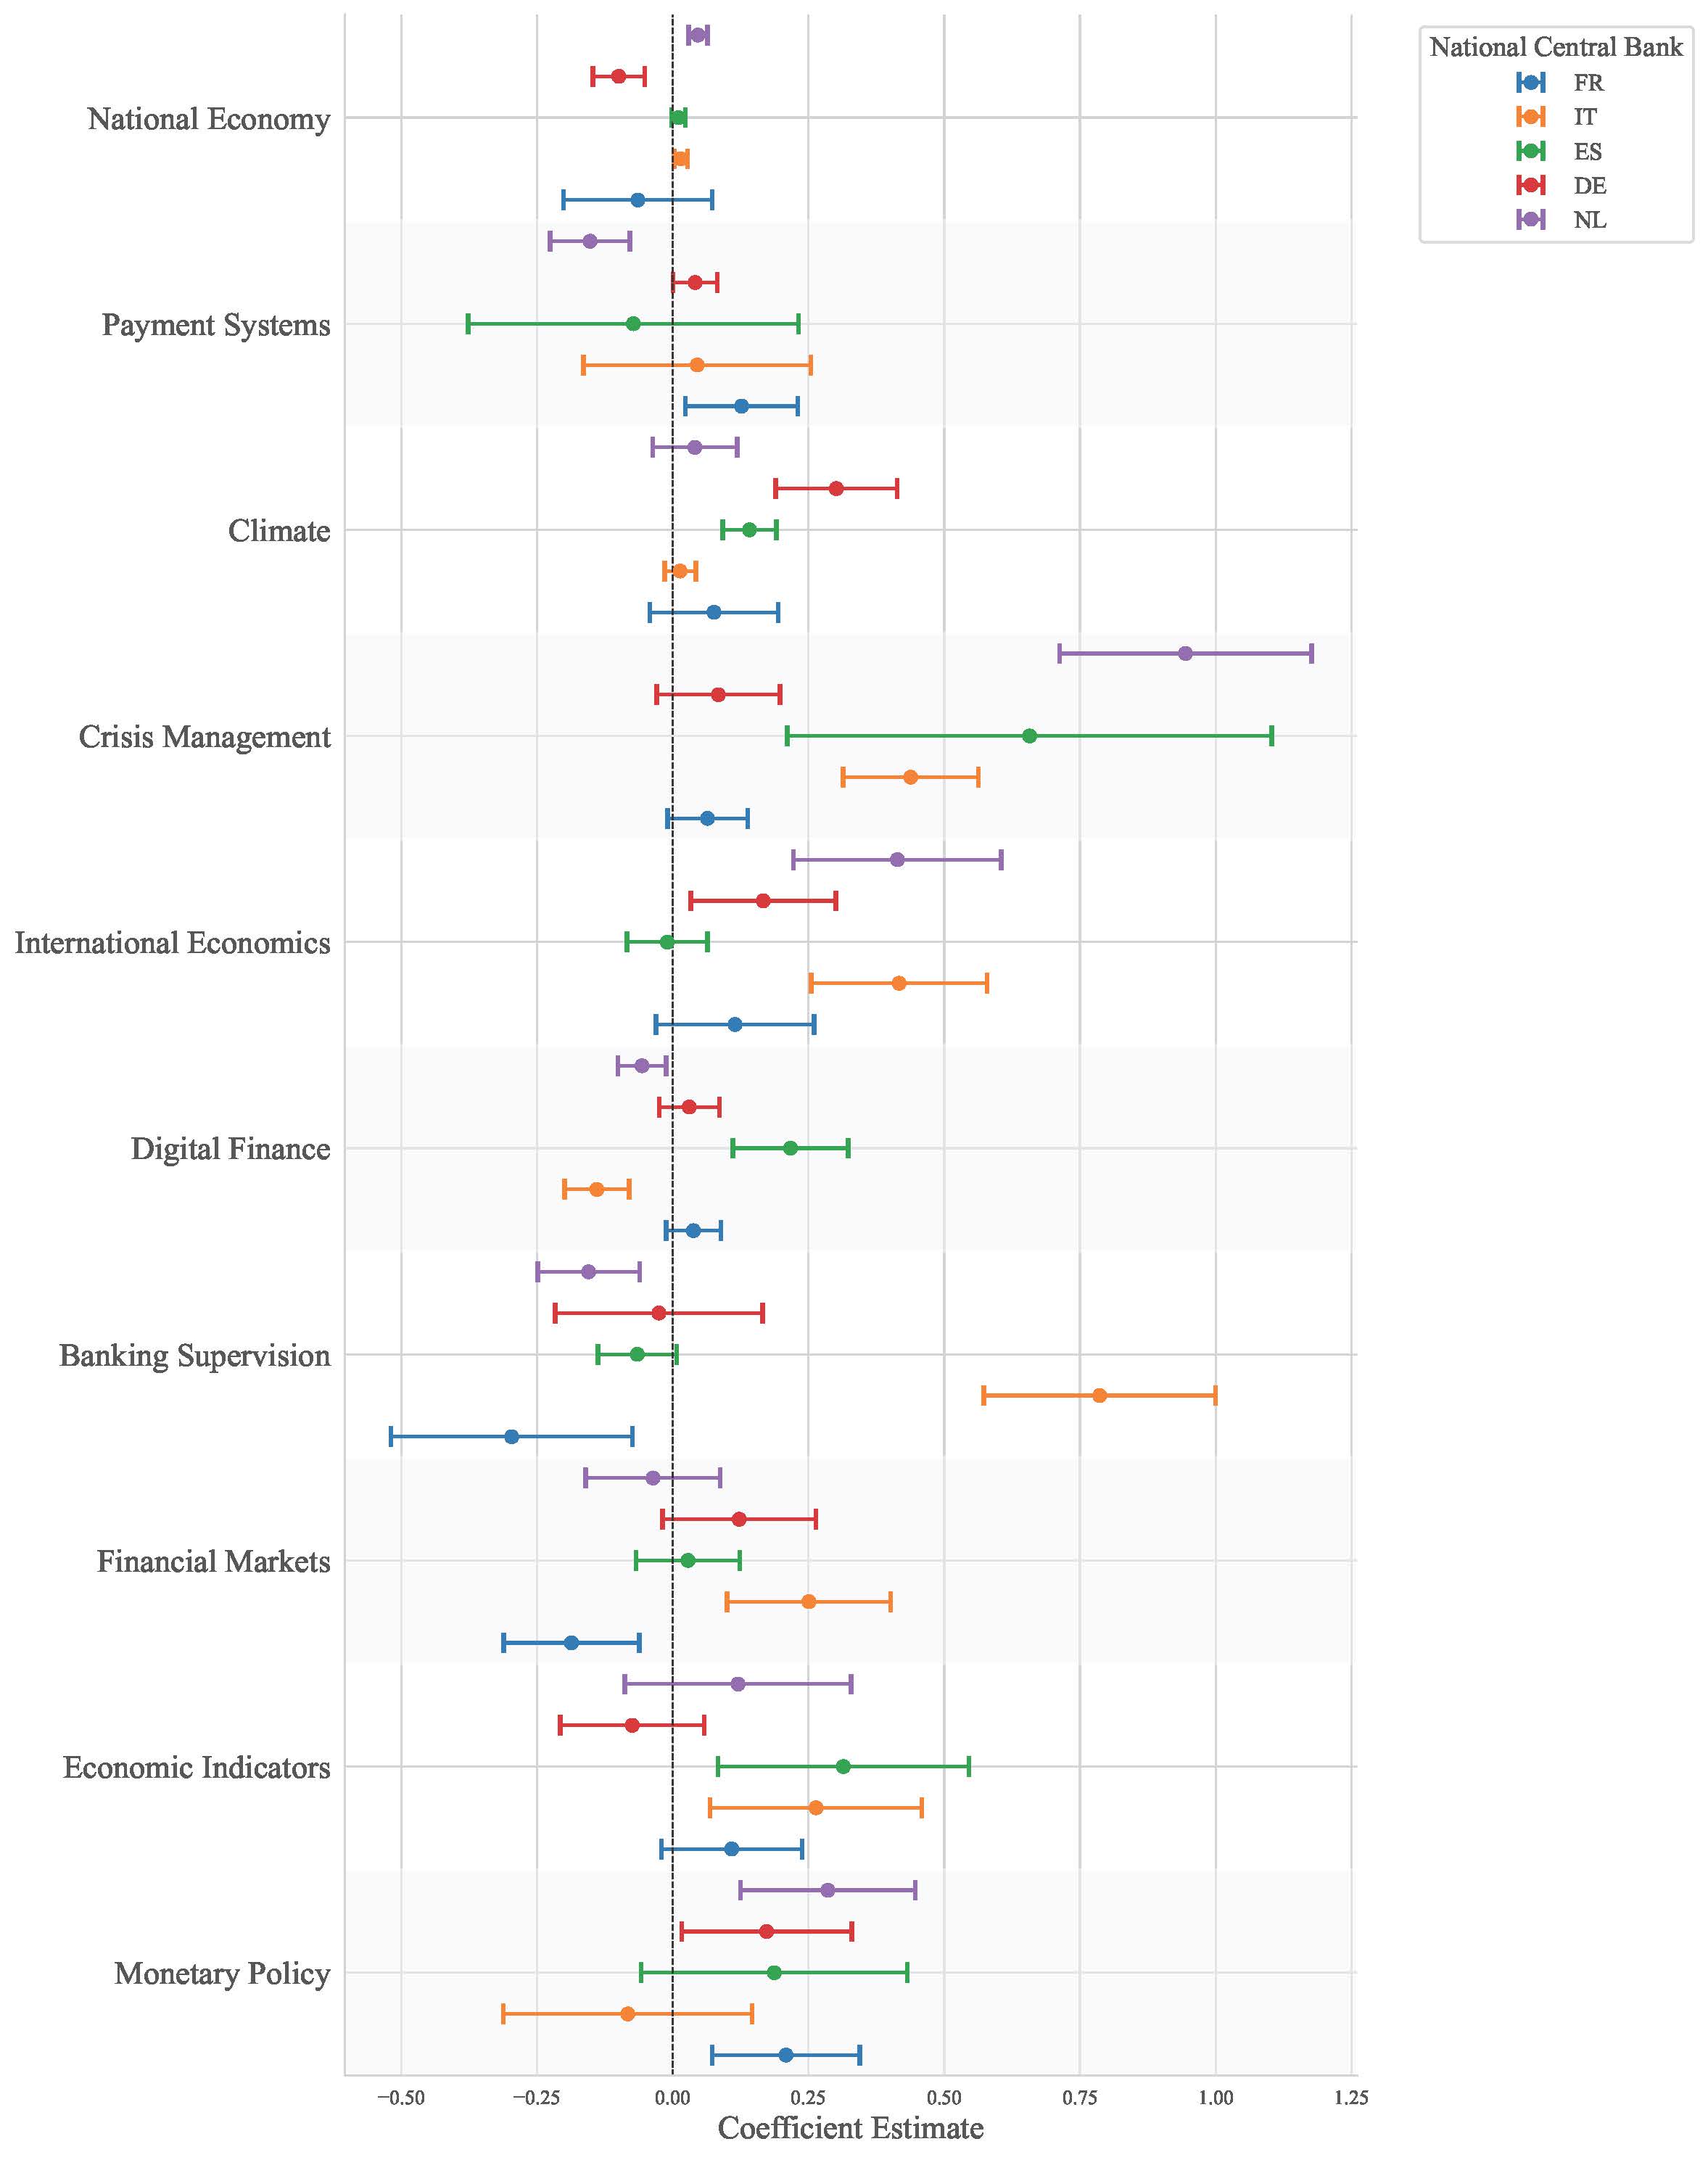 National Central Bank
FR
IT
ES
DE
NL
National Economy
Payment Systems
Climate
Crisis Management
International Economics
Digital Finance
Banking Supervision
Financial Markets
Economic Indicators
Monetary Policy
−0.50 −0.25 0.00 0.25 0.50 0.75 1.00 1.25
Coefficient Estimate